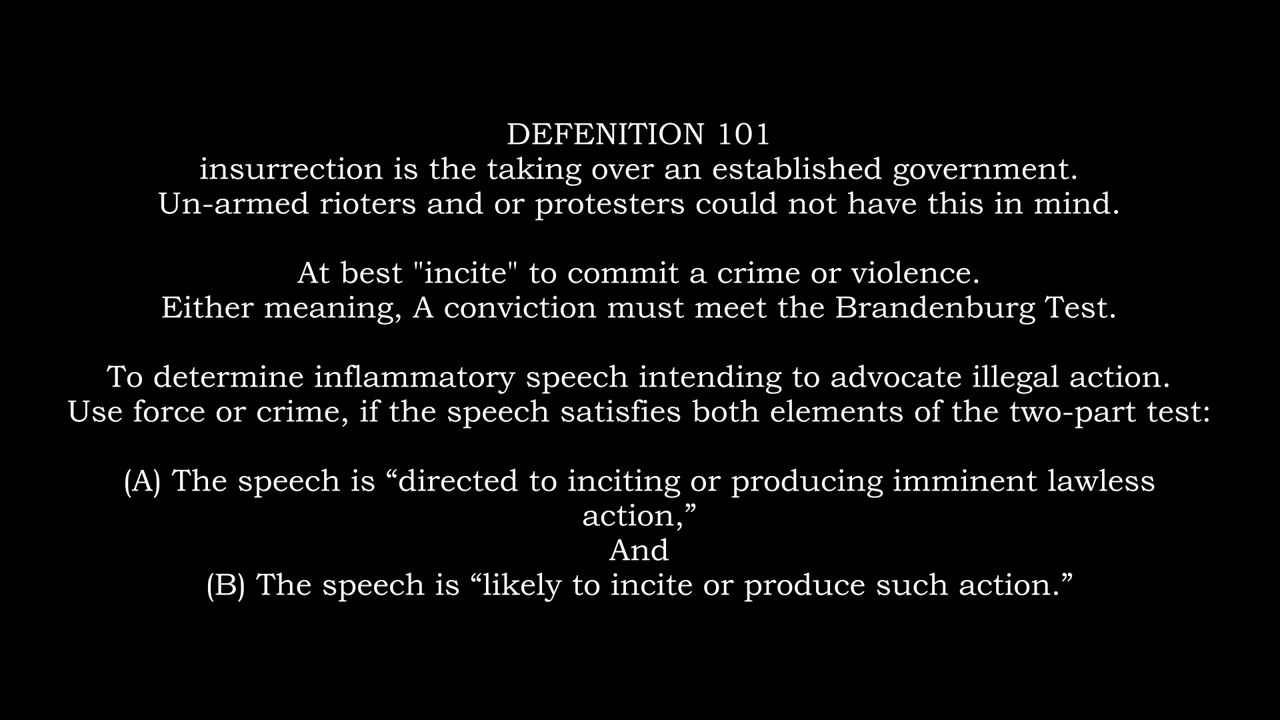 DEFENITION 101
insurrection is the taking over an established government.
Un-armed rioters and or protesters could not have this in mind.
At best "incite" to commit a crime or violence.
Either meaning, A conviction must meet the Brandenburg Test.
To determine inflammatory speech intending to advocate illegal action.
Use force or crime, if the speech satisfies both elements of the two-part test:
(A) The speech is “directed to inciting or producing imminent lawless
action,”
And
(B) The speech is “likely to incite or produce such action.”